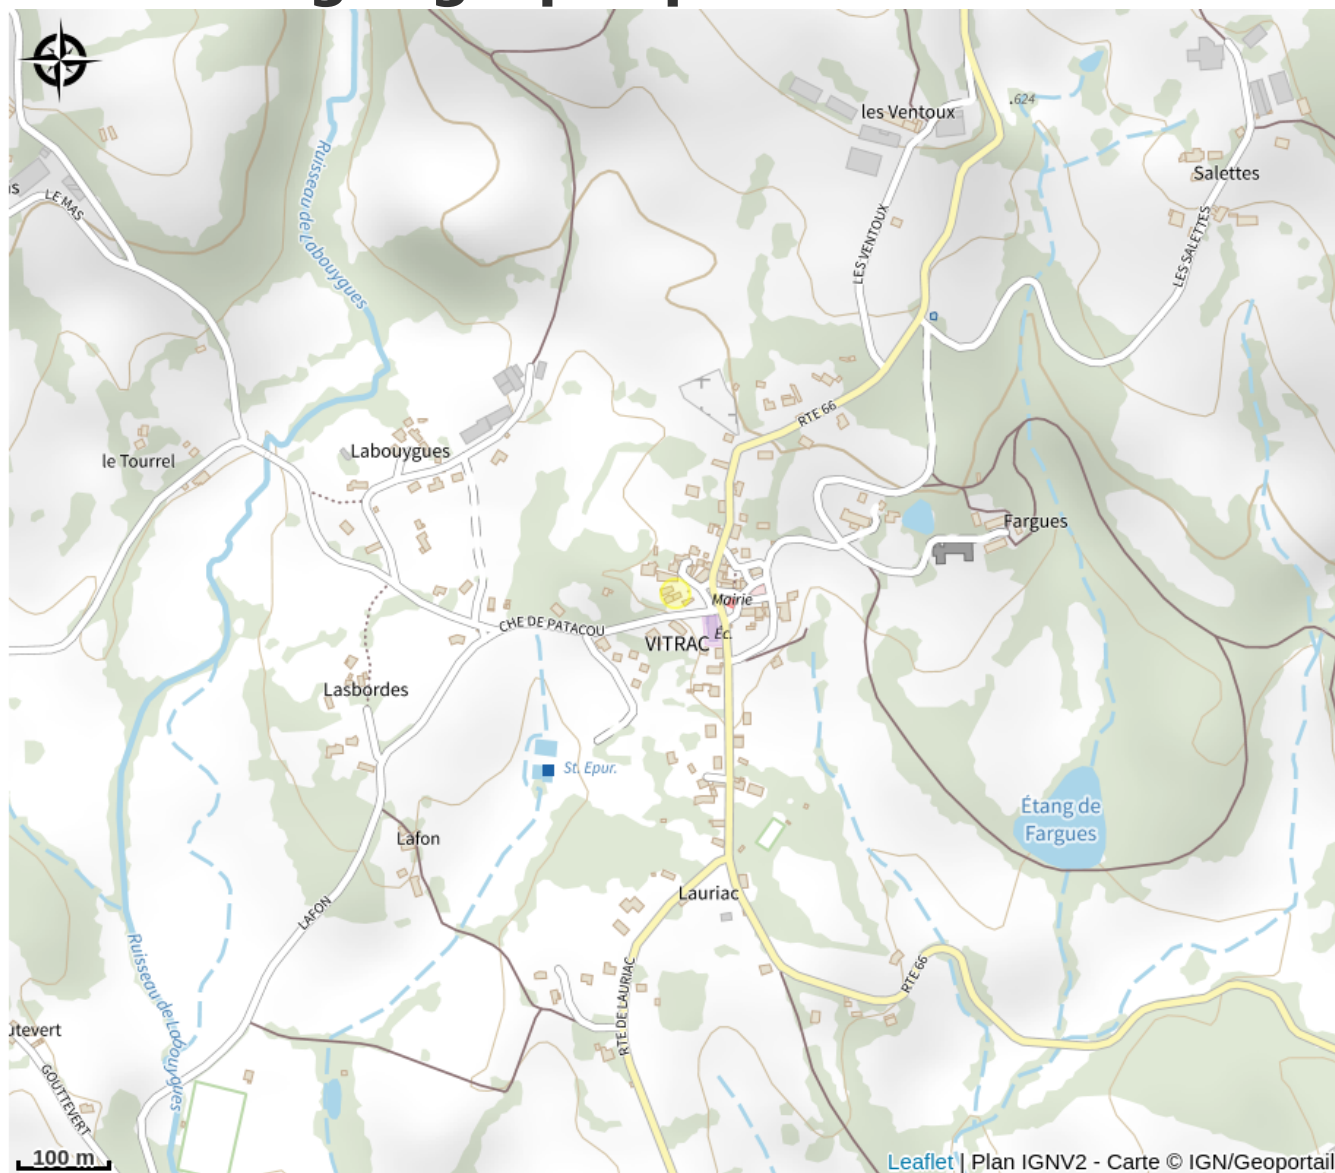 .624
les Ventoux
Salettes
LE MAS
Ruisseau de Labouygues
LES VENTOUX
LES SALETTES
RTE 66
Labouygues
le Tourrel
Fargues
Mairie
CHE DE PATACOU
Éc.
VITRAC
Lasbordes
St. Epur.
Étang de
Fargues
Lafon
Lauriac
LAFON
RTE 66
RTE DE LAURIAC
Ruisseau de Labouygues
utevert
GOUTTEVERT
100 m
Leaflet | Plan IGNV2 - Carte © IGN/Geoportail